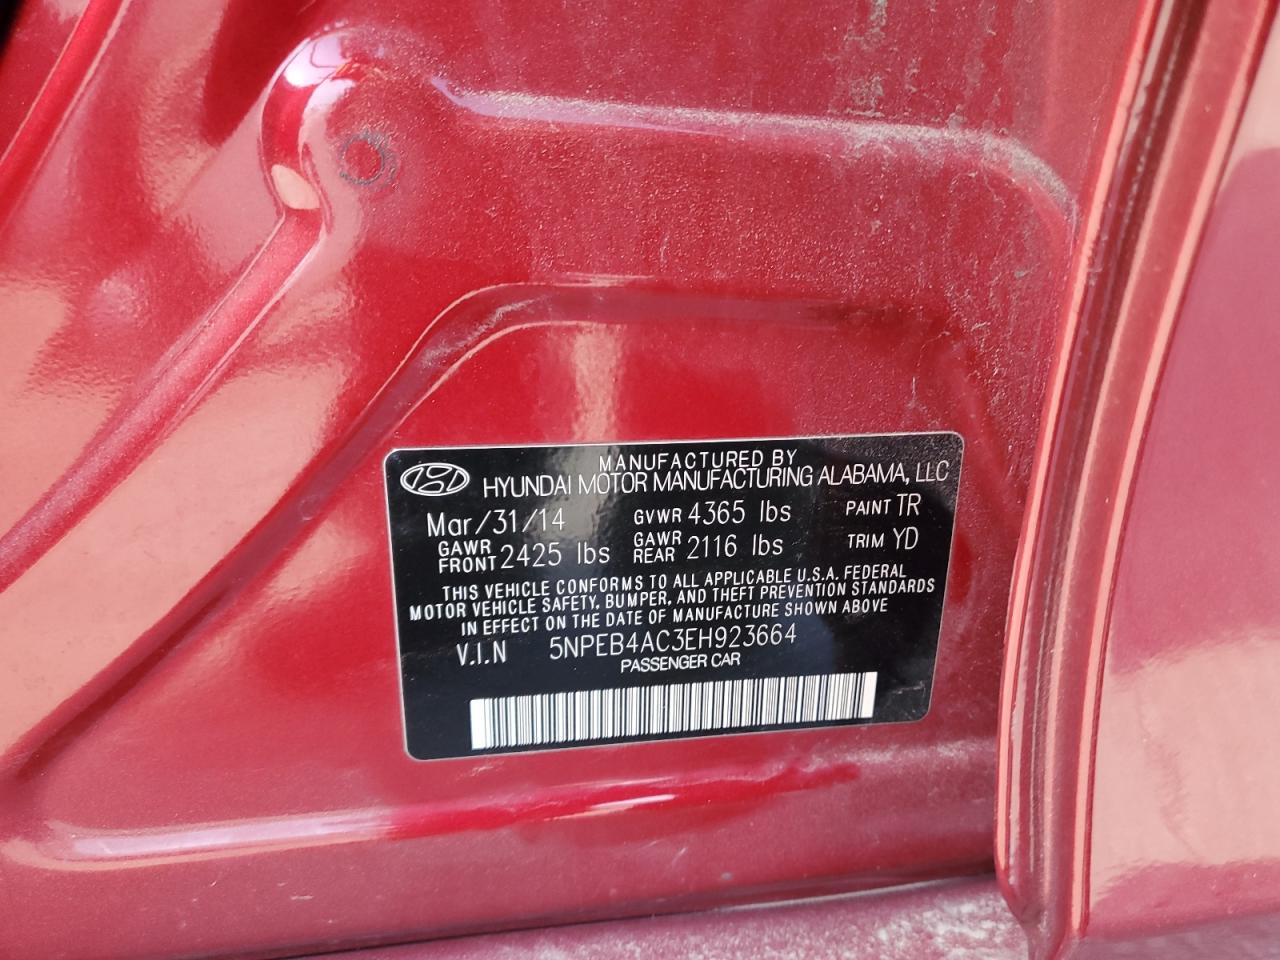 MANUFACTURED BY
HYUNDAI MOTOR MANUFACTURING ALABAMA, LLC
Mar/31/14 GVWR 4365 lbs PAINT TR
GAWR FRONT 2425 lbs GAWR REAR 2116 lbs TRIM YD
THIS VEHICLE CONFORMS TO ALL APPLICABLE U.S.A. FEDERAL
MOTOR VEHICLE SAFETY, BUMPER, AND THEFT PREVENTION STANDARDS
IN EFFECT ON THE DATE OF MANUFACTURE SHOWN ABOVE
V.I.N 5NPEB4AC3EH923664
PASSENGER CAR